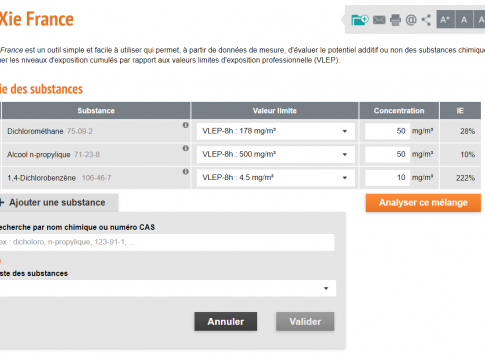 Xie France
A+ A A
France est un outil simple et facile à utiliser qui permet, à partir de données de mesure, d'évaluer le potentiel additif ou non des substances chimique
uer les niveaux d'exposition cumulés par rapport aux valeurs limites d'exposition professionnelle (VLEP).
ie des substances
Substance Valeur limite Concentration IE
Dichlorométhane 75-09-2 VLEP-8h : 178 mg/m³ 50 mg/m³ 28%
Alcool n-propylique 71-23-8 VLEP-8h : 500 mg/m³ 50 mg/m³ 10%
1,4-Dichlorobenzène 106-46-7 VLEP-8h : 4.5 mg/m³ 10 mg/m³ 222%
+ Ajouter une substance Analyser ce mélange
echerche par nom chimique ou numéro CAS
ex : dicholoro, n-propylique, 123-91-1, ...
ste des substances
Annuler Valider